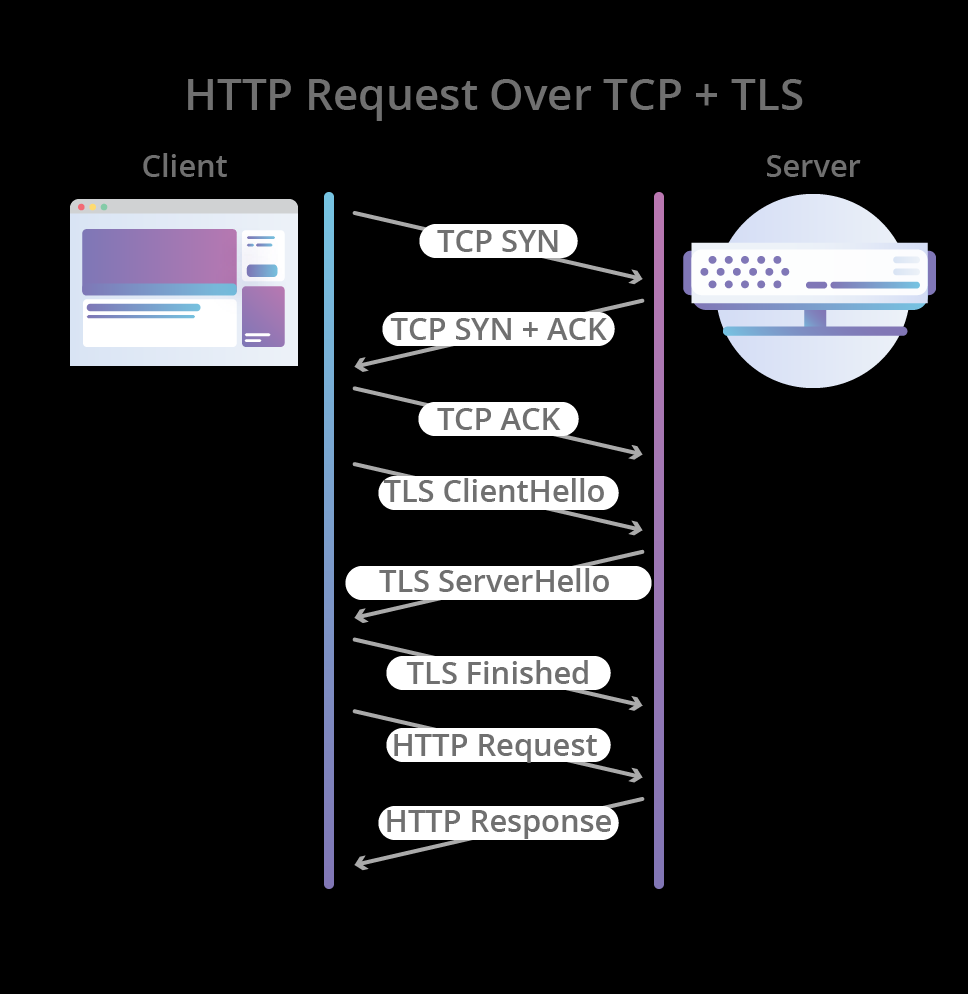 HTTP Request Over TCP + TLS
Client
Server
TCP SYN
TCP SYN + ACK
TCP ACK
TLS ClientHello
TLS ServerHello
TLS Finished
HTTP Request
HTTP Response